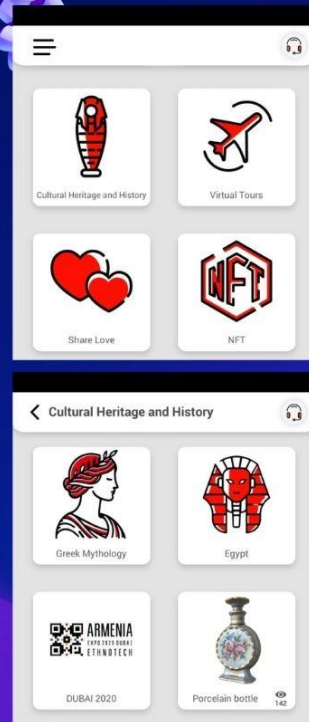 Cultural Heritage and History
Virtual Tours
Share Love
NFT
NFT
Cultural Heritage and History
Greek Mythology
Egypt
ARMENIA
EXPO 2020 DUBAI
ETHNOTECH
DUBAI 2020
Porcelain bottle
142